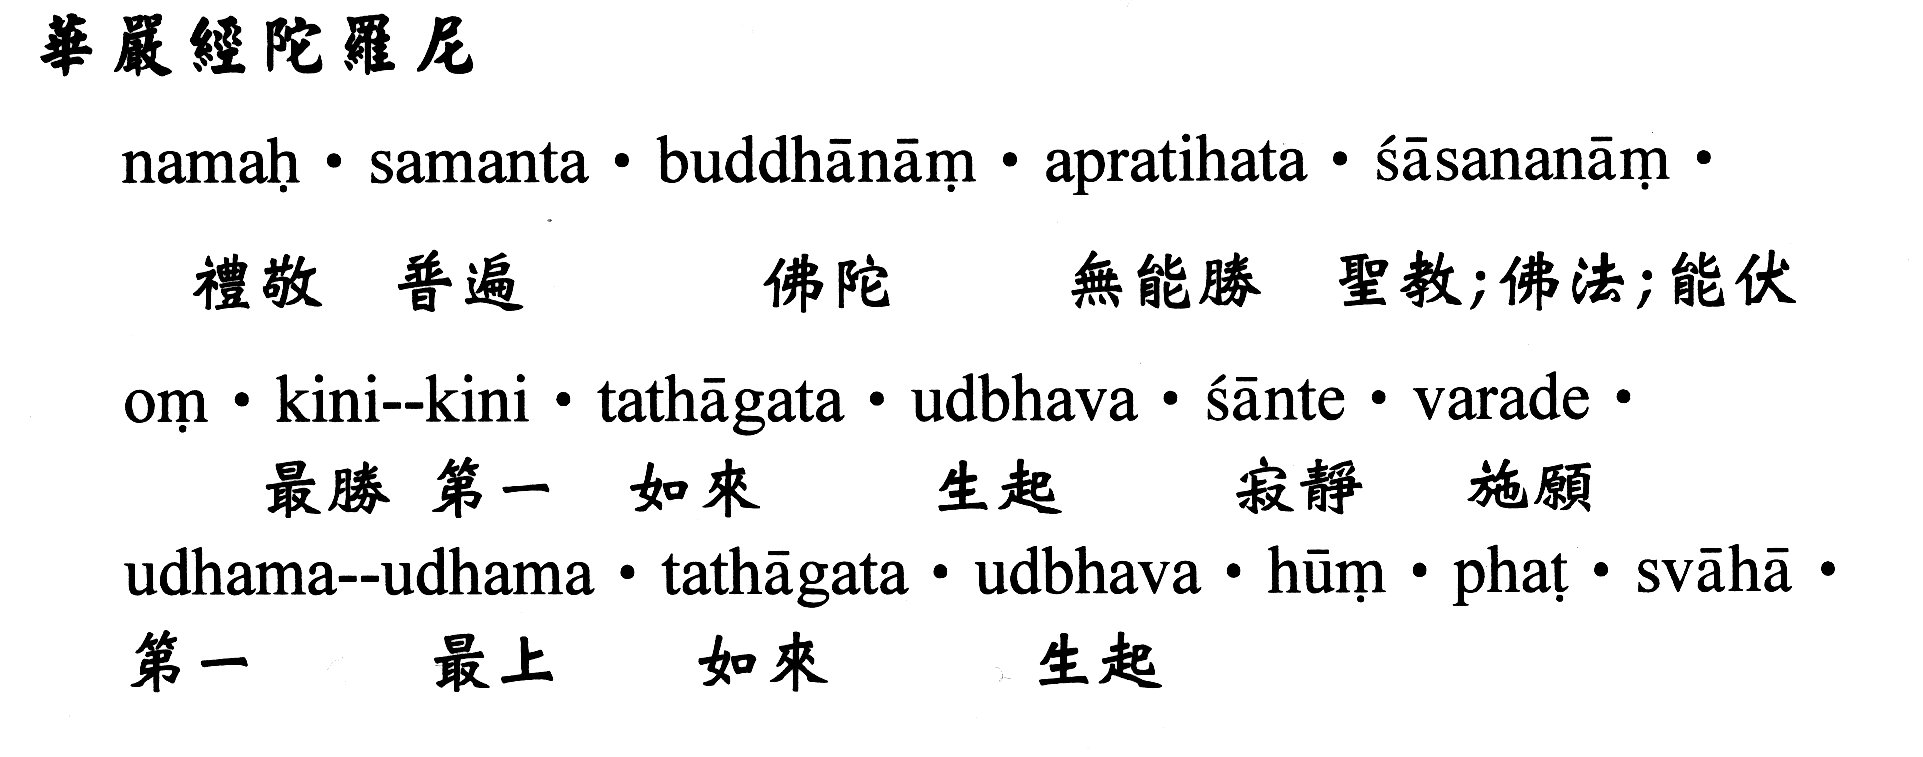 華嚴經陀羅尼
namaḥ • samanta • buddhānāṃ • apratihata • śāsananāṃ •
禮敬 普遍 佛陀 無能勝 聖教;佛法;能伏
oṃ • kini--kini • tathāgata • udbhava • śānte • varade •
最勝 第一 如來 生起 寂靜 施願
udhama--udhama • tathāgata • udbhava • hūṃ • phaṭ • svāhā •
第一 最上 如來 生起